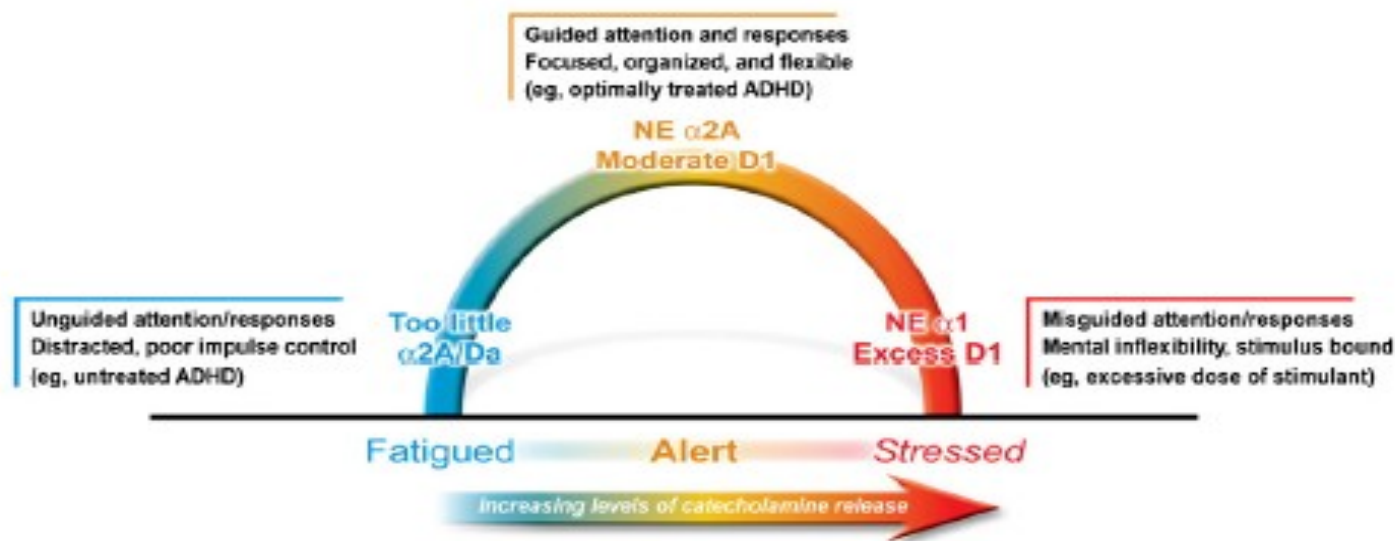 Guided attention and responses
Focused, organized, and flexible
(eg, optimally treated ADHD)
NE α2A
Moderate D1
Unguided attention/responses
Distracted, poor impulse control
(eg, untreated ADHD)
Too little
α2A/Da
NE α1
Excess D1
Misguided attention/responses
Mental inflexibility, stimulus bound
(eg, excessive dose of stimulant)
Fatigued
Alert
Stressed
Increasing levels of catecholamine release